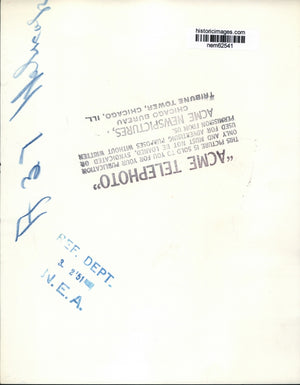 historicimages.com
nem62541
"ACME TELEPHOTO"
THIS PICTURE IS SOLD TO YOU FOR PUBLICATION
ONLY AND MUST NOT BE LOANED, SYNDICATED OR
USED FOR ADVERTISING PURPOSES WITHOUT WRITTEN
PERMISSION FROM US.
ACME NEWSPICTURES
CHICAGO BUREAU
TRIBUNE TOWER, CHICAGO, ILL.
REF. DEPT.
N.E.A.